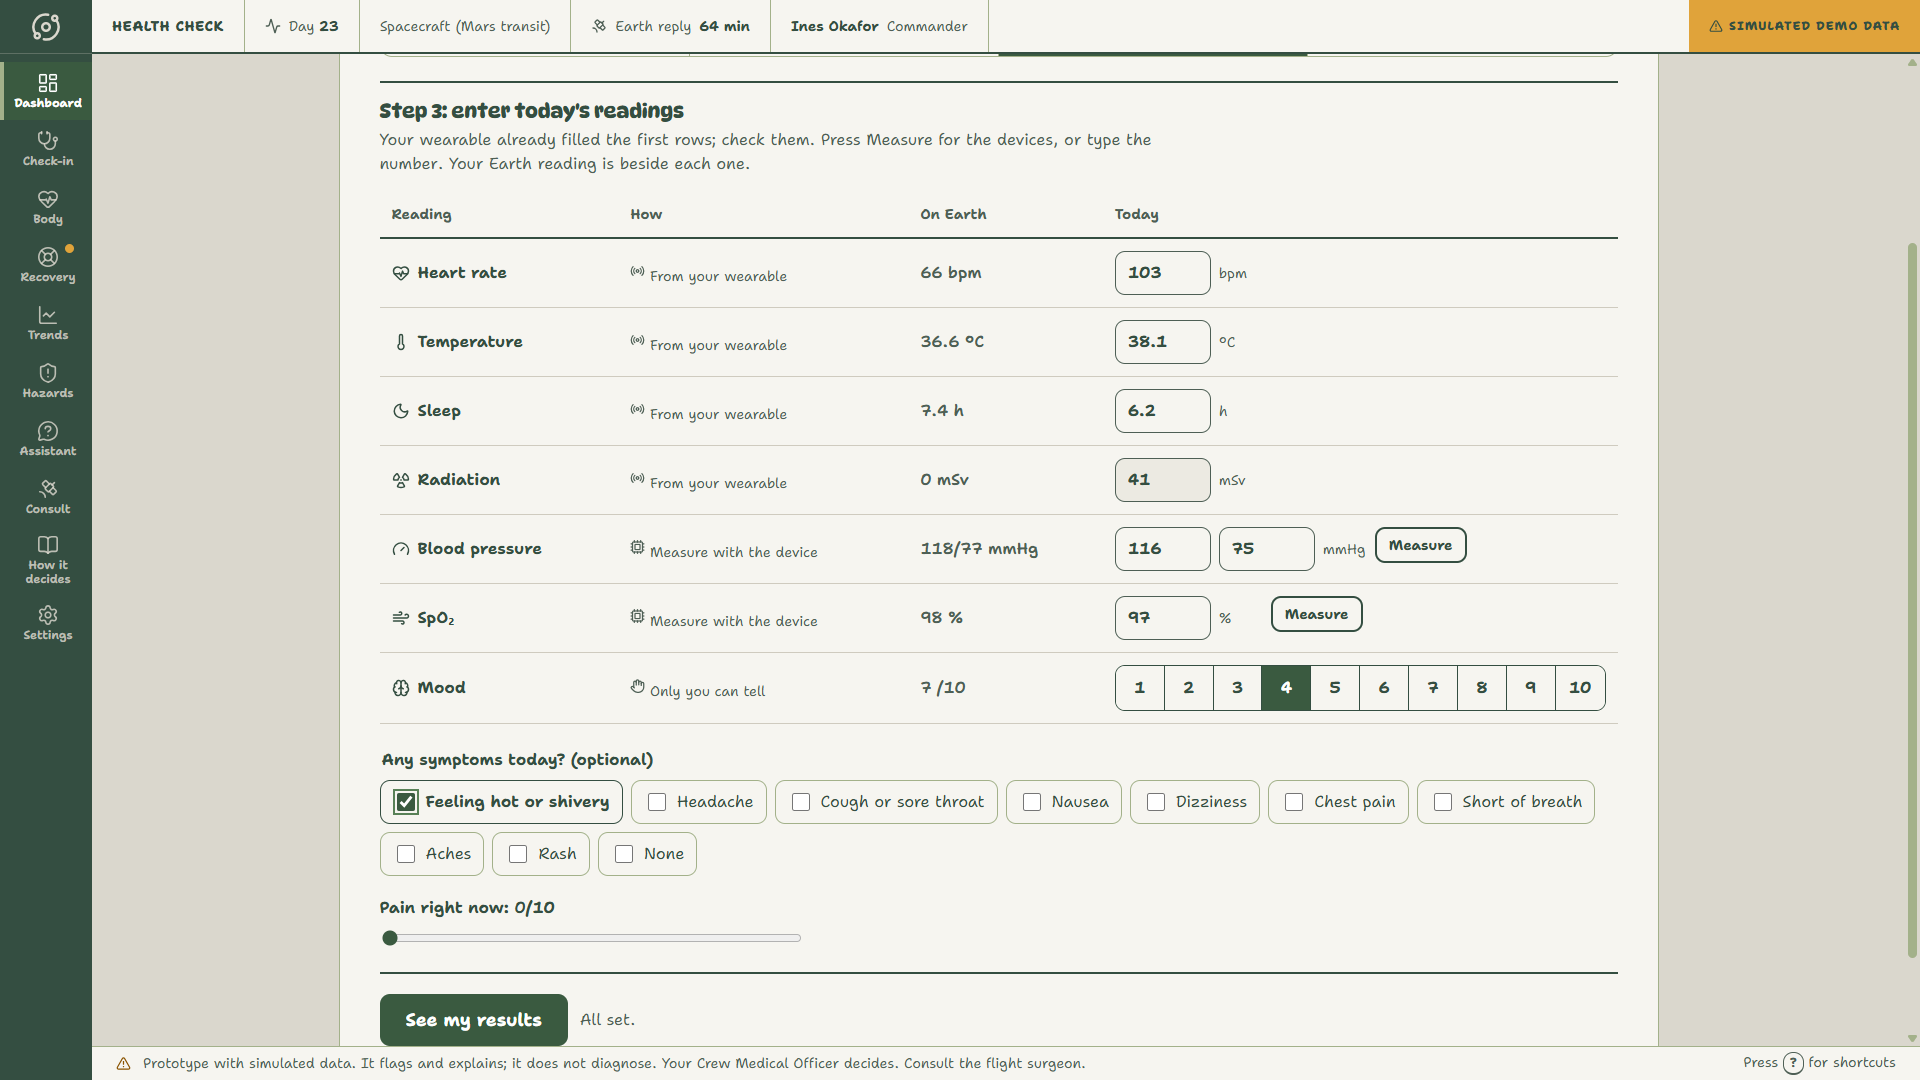 HEALTH CHECK
Day 23
Spacecraft (Mars transit)
Earth reply 64 min
Ines Okafor Commander
SIMULATED DEMO DATA
Dashboard
Check-in
Body
Recovery
Trends
Hazards
Assistant
Consult
How it
decides
Settings
Step 3: enter today's readings
Your wearable already filled the first rows; check them. Press Measure for the devices, or type the
number. Your Earth reading is beside each one.
Reading How On Earth Today
Heart rate From your wearable 66 bpm 103 bpm
Temperature From your wearable 36.6 °C 38.1 °C
Sleep From your wearable 7.4 h 6.2 h
Radiation From your wearable 0 mSv 41 mSv
Blood pressure Measure with the device 118/77 mmHg 116 75 mmHg Measure
SpO₂ Measure with the device 98 % 97 % Measure
Mood Only you can tell 7 /10 1 2 3 4 5 6 7 8 9 10
Any symptoms today? (optional)
Feeling hot or shivery Headache Cough or sore throat Nausea Dizziness Chest pain Short of breath
Aches Rash None
Pain right now: 0/10
See my results All set.
Prototype with simulated data. It flags and explains; it does not diagnose. Your Crew Medical Officer decides. Consult the flight surgeon.
Press ? for shortcuts